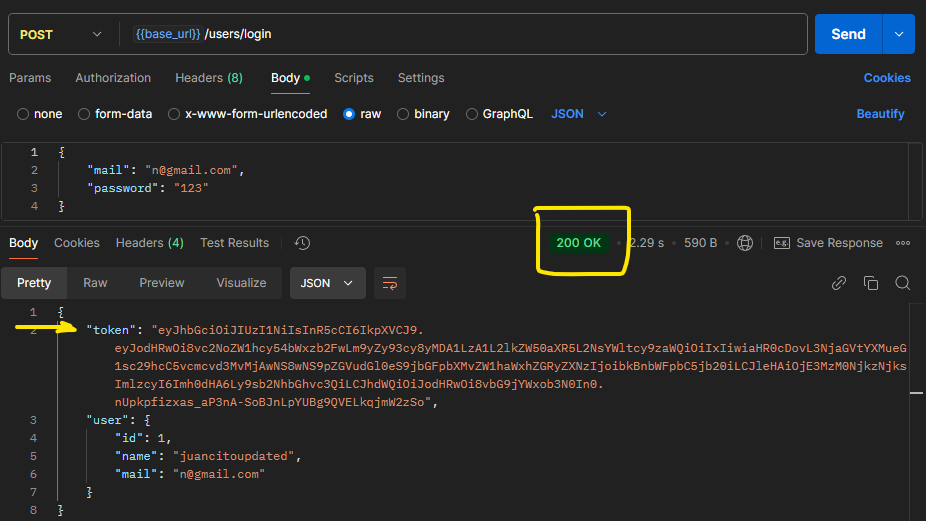 POST {{base_url}} /users/login Send
Params Authorization Headers (8) Body Scripts Settings Cookies
none form-data x-www-form-urlencoded raw binary GraphQL JSON Beautify
1 {
2 "mail": "n@gmail.com",
3 "password": "123"
4 }
Body Cookies Headers (4) Test Results 200 OK 2.29 s 590 B e.g. Save Response
Pretty Raw Preview Visualize JSON
1 {
2 "token": "eyJhbGciOiJIUzI1NiIsInR5cCI6IkpXVCJ9.
eyJodHRwOi8vc2NoZW1hcy54bWxzb2FwLm9yZy93cy8yMDA1LzA1L2lkZW50aXR5L2NsYWltcy9zaWQiOiIxIiwiaHR0cDovL3NjaGVtYXMueG
1sc29hcC5vcmcvd3MvMjAwNS8wNS9pZGVudGl0eS9jbGFpbXMvZW1haWxhZGRyZXNzIjoibkBnbWFpbC5jb20iLCJleHAiOjE3MzM0NjkzNjks
ImlzcyI6Imh0dHA6Ly9sb2NhbGhvc3QiLCJhdWQiOiJodHRwOi8vbG9jYWxob3N0In0.
nUpkpfizxas_aP3nA-SoBJnLpYUBg9QVELkqjmW2zSo",
3 "user": {
4 "id": 1,
5 "name": "juancitoupdated",
6 "mail": "n@gmail.com"
7 }
8 }